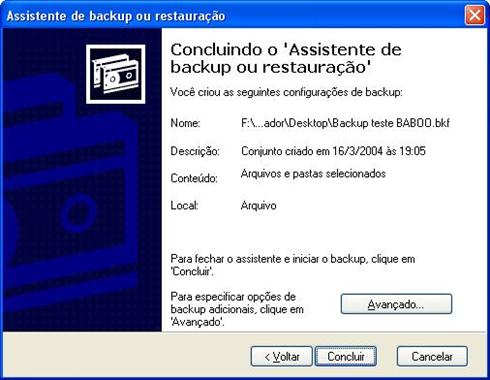 Assistente de backup ou restauração
Concluindo o 'Assistente de
backup ou restauração'
Você criou as seguintes configurações de backup:
Nome: F:\...ador\Desktop\Backup teste BABOO.bkf
Descrição: Conjunto criado em 16/3/2004 às 19:05
Conteúdo: Arquivos e pastas selecionados
Local: Arquivo
Para fechar o assistente e iniciar o backup, clique em
'Concluir'.
Para especificar opções de
backup adicionais, clique em
'Avançado'.
Avançado...
< Voltar
Concluir
Cancelar